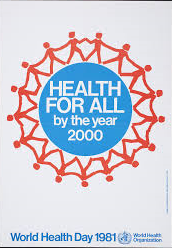 HEALTH
FOR ALL
by the year
2000
World Health Day 1981
World Health
Organization